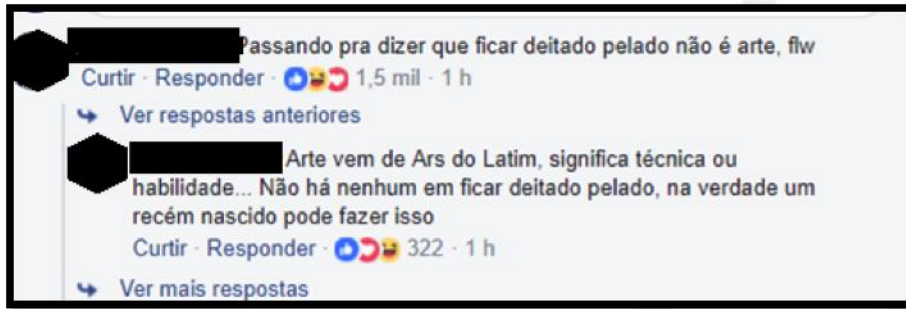 Passando pra dizer que ficar deitado pelado não é arte, flw
Curtir · Responder · 1,5 mil · 1 h
Ver respostas anteriores
Arte vem de Ars do Latim, significa técnica ou
habilidade... Não há nenhum em ficar deitado pelado, na verdade um
recém nascido pode fazer isso
Curtir · Responder · 322 · 1 h
Ver mais respostas